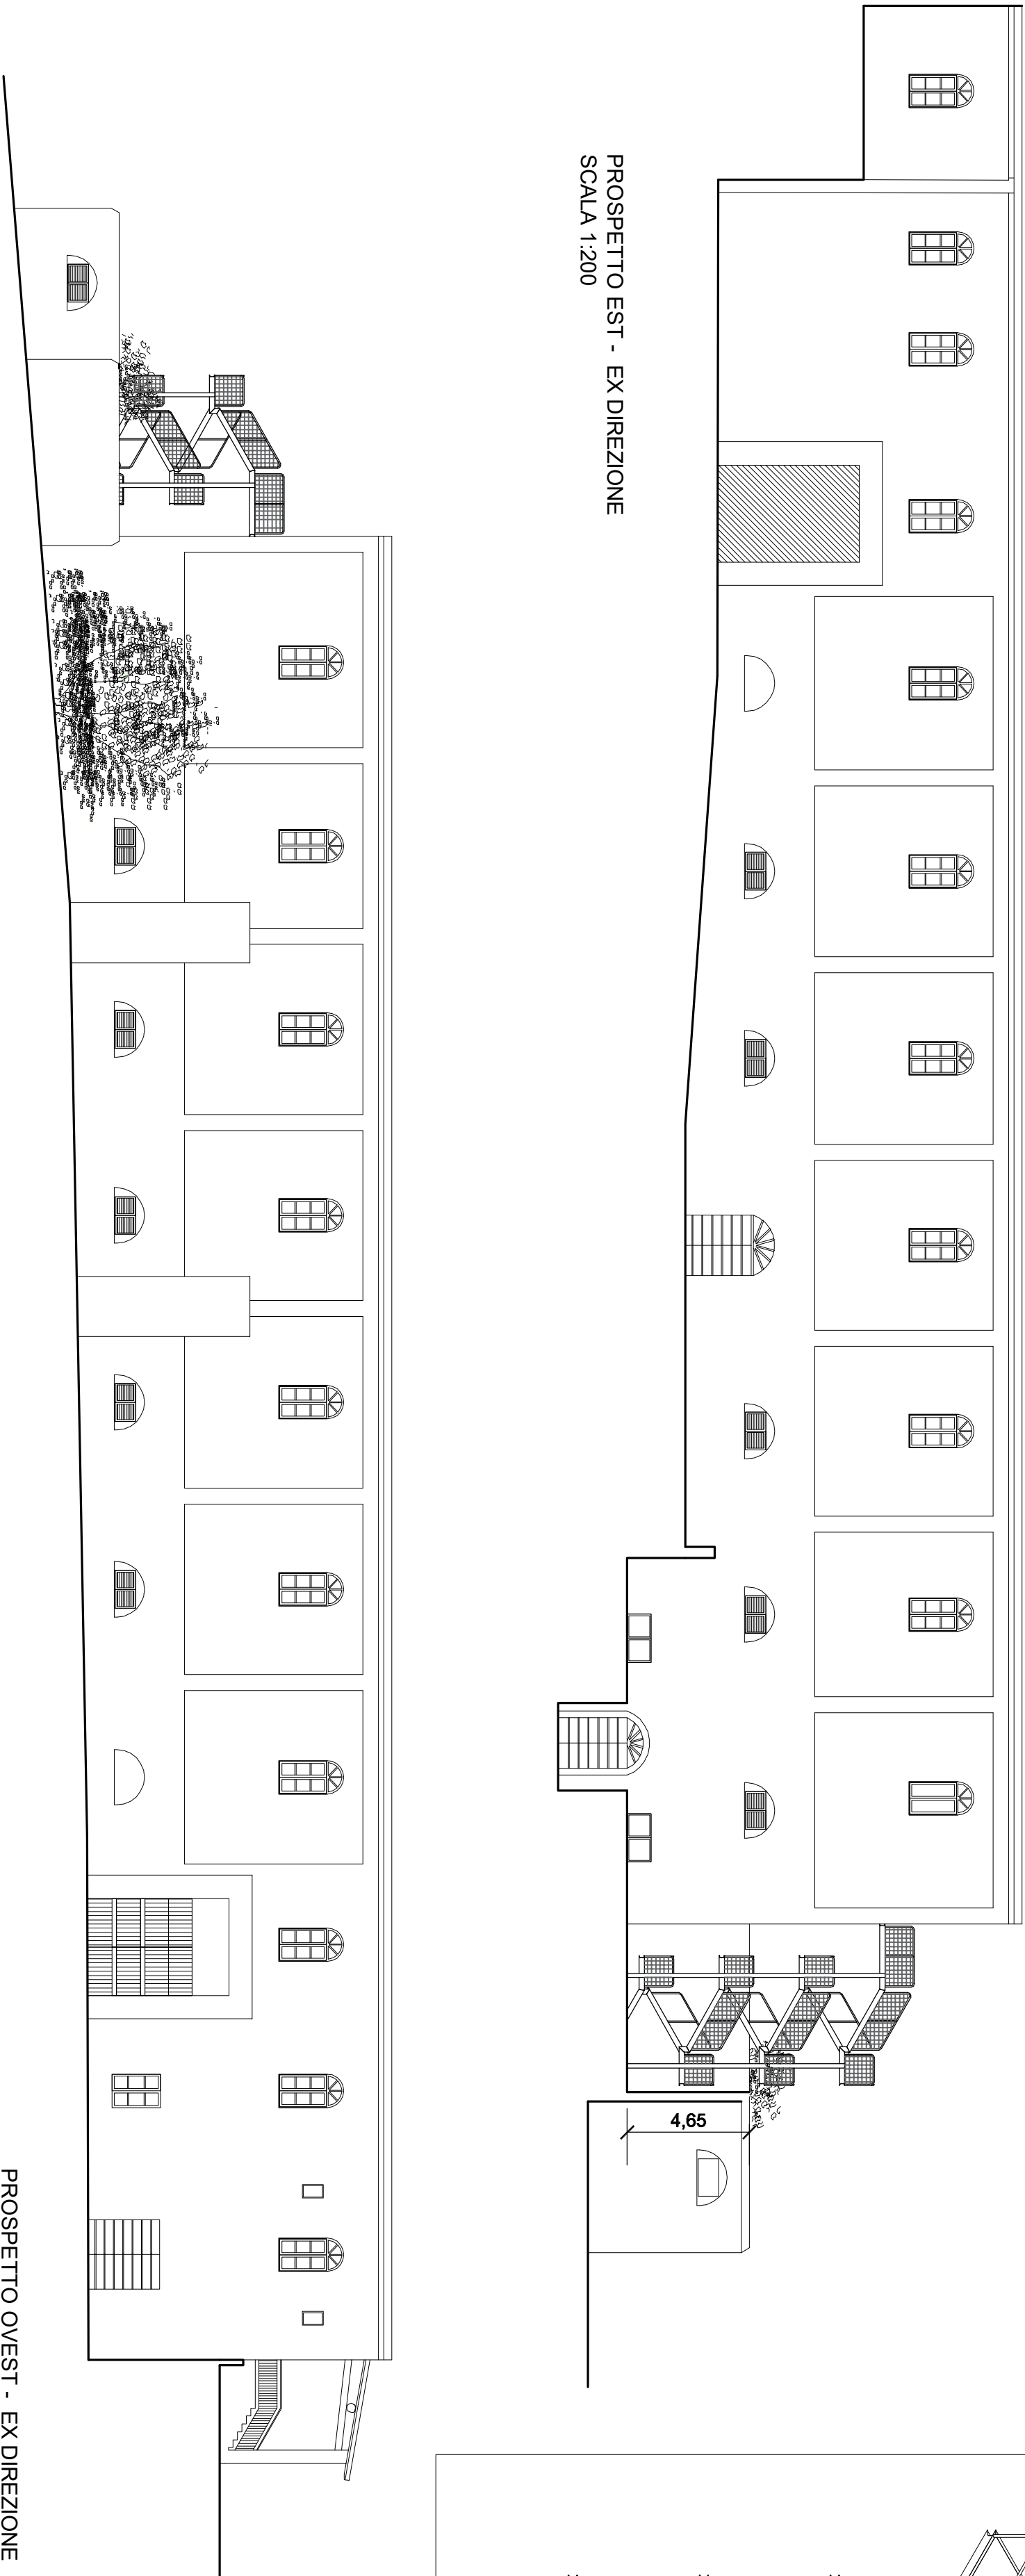 PROSPETTO EST - EX DIREZIONE
SCALA 1:200
4,65
PROSPETTO OVEST - EX DIREZIONE